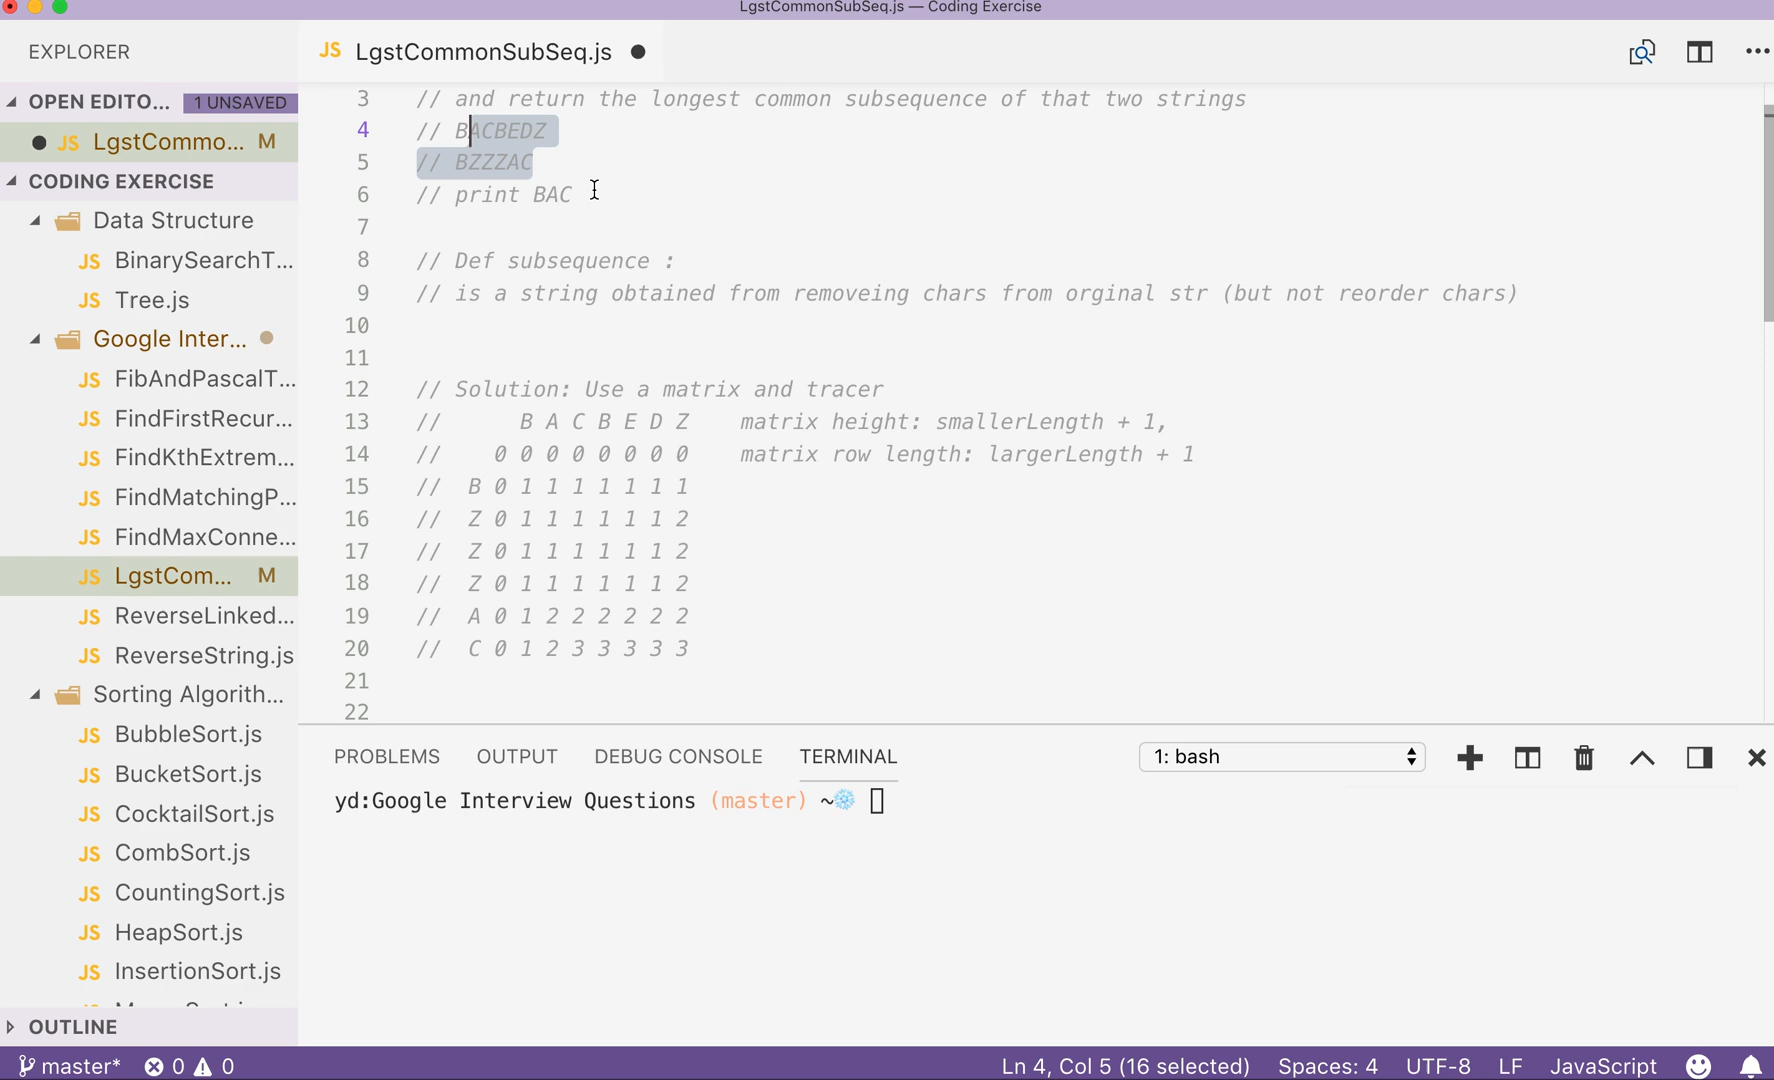 LgstCommonSubSeq.js — Coding Exercise
EXPLORER
JS LgstCommonSubSeq.js
OPEN EDITO... 1 UNSAVED
JS LgstCommo... M
CODING EXERCISE
Data Structure
JS BinarySearchT...
JS Tree.js
Google Inter...
JS FibAndPascalT...
JS FindFirstRecur...
JS FindKthExtrem...
JS FindMatchingP...
JS FindMaxConne...
JS LgstCom... M
JS ReverseLinked...
JS ReverseString.js
Sorting Algorith...
JS BubbleSort.js
JS BucketSort.js
JS CocktailSort.js
JS CombSort.js
JS CountingSort.js
JS HeapSort.js
JS InsertionSort.js
OUTLINE
3 // and return the longest common subsequence of that two strings
4 // BACBEDZ
5 // BZZZAC
6 // print BAC
7
8 // Def subsequence :
9 // is a string obtained from removeing chars from orginal str (but not reorder chars)
10
11
12 // Solution: Use a matrix and tracer
13 // B A C B E D Z matrix height: smallerLength + 1,
14 // 0 0 0 0 0 0 0 0 matrix row length: largerLength + 1
15 // B 0 1 1 1 1 1 1 1
16 // Z 0 1 1 1 1 1 1 2
17 // Z 0 1 1 1 1 1 1 2
18 // Z 0 1 1 1 1 1 1 2
19 // A 0 1 2 2 2 2 2 2
20 // C 0 1 2 3 3 3 3 3
21
22
PROBLEMS OUTPUT DEBUG CONSOLE TERMINAL 1: bash
yd:Google Interview Questions (master) ~
master* 0 0 Ln 4, Col 5 (16 selected) Spaces: 4 UTF-8 LF JavaScript